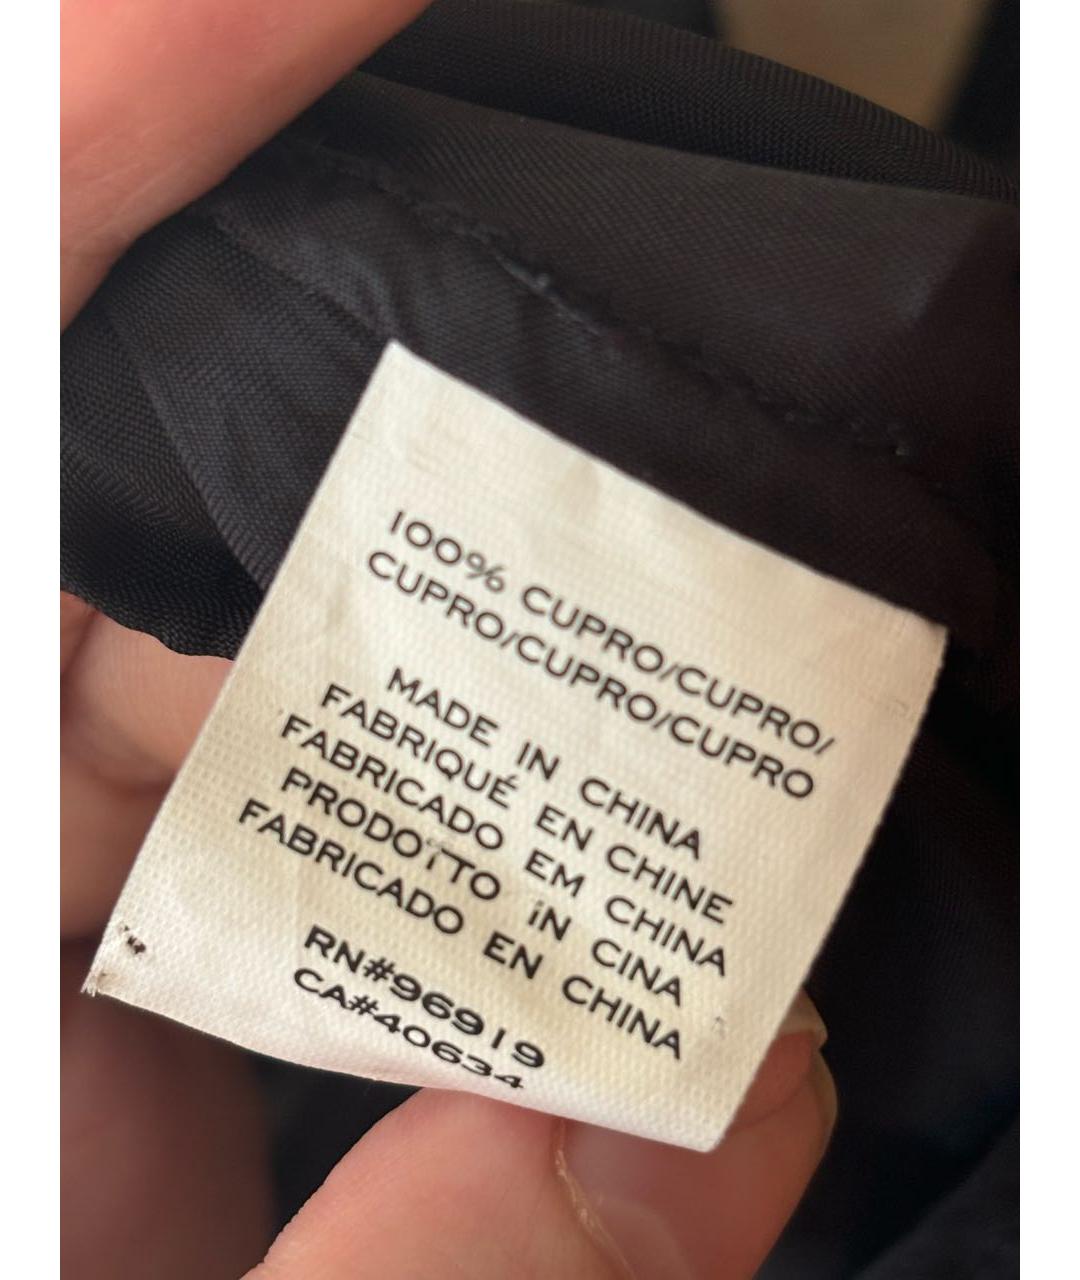 100% CUPRO/CUPRO/
CUPRO/CUPRO/CUPRO
MADE IN CHINA
FABRIQUÉ EN CHINE
FABRICADO EM CHINA
PRODOTTO IN CINA
FABRICADO EN CHINA
RN#96919
CA#40634